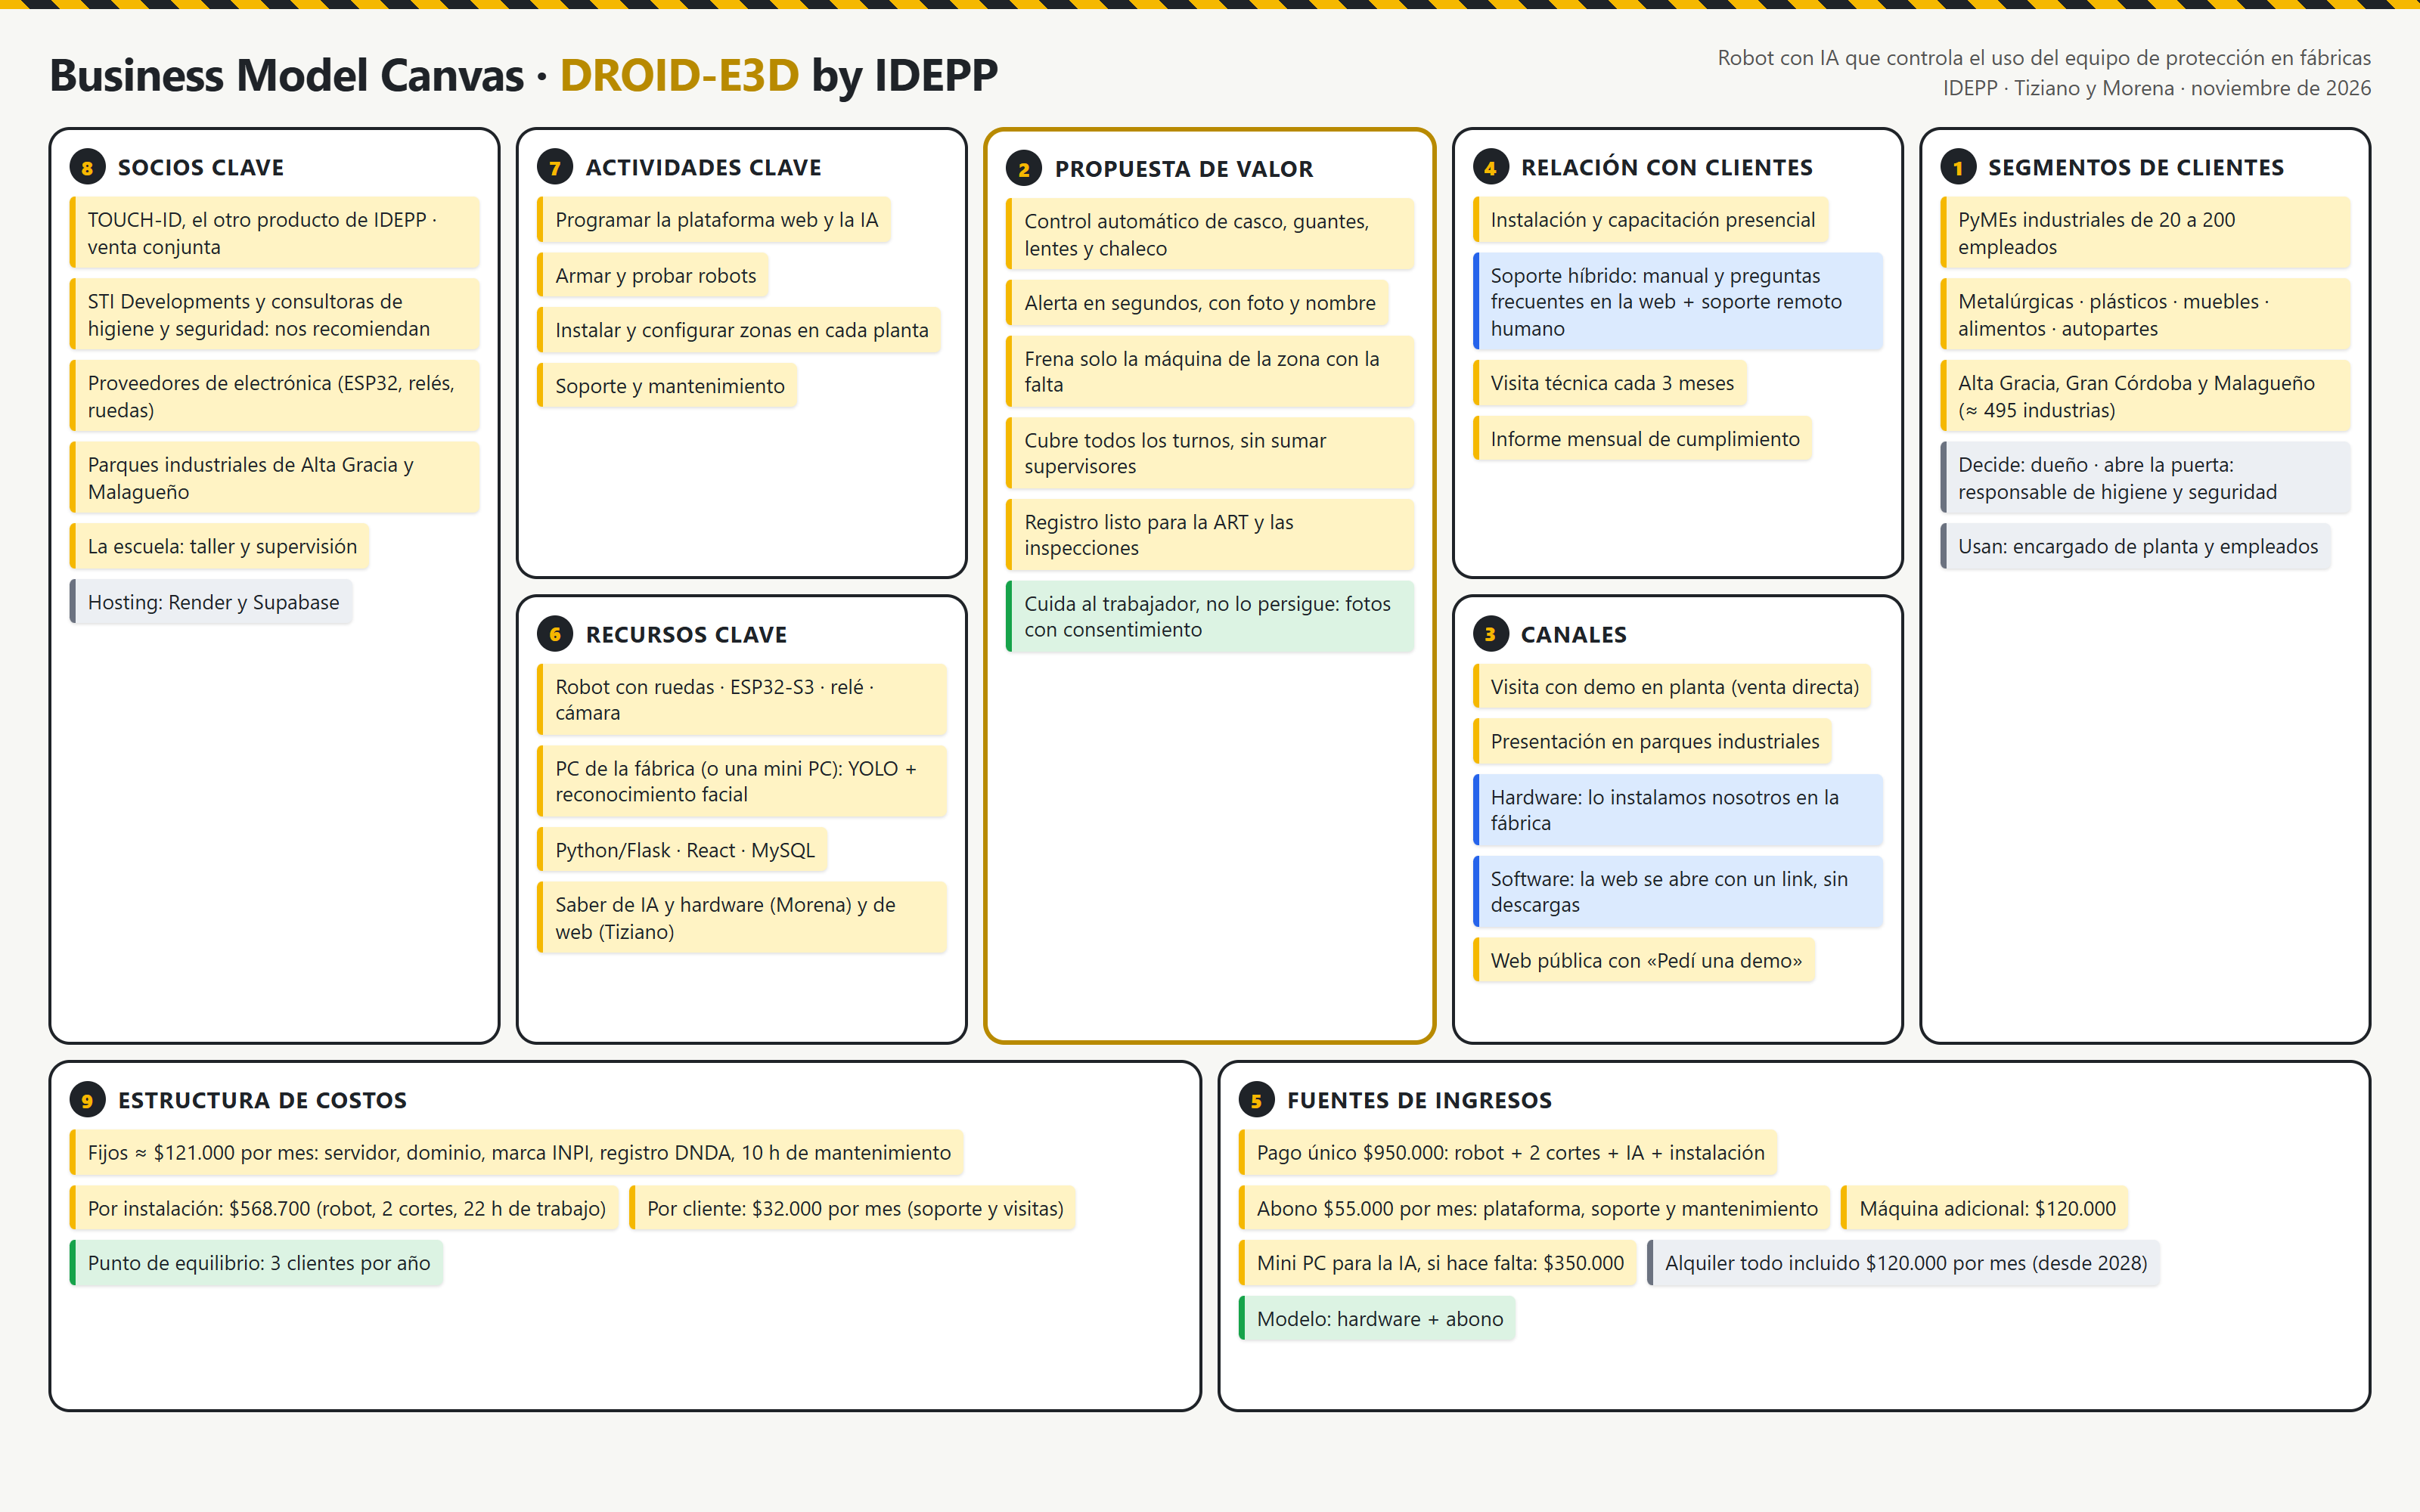 Business Model Canvas · DROID-E3D by IDEPP
Robot con IA que controla el uso del equipo de protección en fábricas
IDEPP · Tiziano y Morena · noviembre de 2026
8 SOCIOS CLAVE
TOUCH-ID, el otro producto de IDEPP ·
venta conjunta
STI Developments y consultoras de
higiene y seguridad: nos recomiendan
Proveedores de electrónica (ESP32, relés,
ruedas)
Parques industriales de Alta Gracia y
Malagueño
La escuela: taller y supervisión
Hosting: Render y Supabase
7 ACTIVIDADES CLAVE
Programar la plataforma web y la IA
Armar y probar robots
Instalar y configurar zonas en cada planta
Soporte y mantenimiento
6 RECURSOS CLAVE
Robot con ruedas · ESP32-S3 · relé ·
cámara
PC de la fábrica (o una mini PC): YOLO +
reconocimiento facial
Python/Flask · React · MySQL
Saber de IA y hardware (Morena) y de
web (Tiziano)
2 PROPUESTA DE VALOR
Control automático de casco, guantes,
lentes y chaleco
Alerta en segundos, con foto y nombre
Frena solo la máquina de la zona con la
falta
Cubre todos los turnos, sin sumar
supervisores
Registro listo para la ART y las
inspecciones
Cuida al trabajador, no lo persigue: fotos
con consentimiento
4 RELACIÓN CON CLIENTES
Instalación y capacitación presencial
Soporte híbrido: manual y preguntas
frecuentes en la web + soporte remoto
humano
Visita técnica cada 3 meses
Informe mensual de cumplimiento
3 CANALES
Visita con demo en planta (venta directa)
Presentación en parques industriales
Hardware: lo instalamos nosotros en la
fábrica
Software: la web se abre con un link, sin
descargas
Web pública con «Pedí una demo»
1 SEGMENTOS DE CLIENTES
PyMEs industriales de 20 a 200
empleados
Metalúrgicas · plásticos · muebles ·
alimentos · autopartes
Alta Gracia, Gran Córdoba y Malagueño
(≈ 495 industrias)
Decide: dueño · abre la puerta:
responsable de higiene y seguridad
Usan: encargado de planta y empleados
9 ESTRUCTURA DE COSTOS
Fijos ≈ $121.000 por mes: servidor, dominio, marca INPI, registro DNDA, 10 h de mantenimiento
Por instalación: $568.700 (robot, 2 cortes, 22 h de trabajo)
Por cliente: $32.000 por mes (soporte y visitas)
Punto de equilibrio: 3 clientes por año
5 FUENTES DE INGRESOS
Pago único $950.000: robot + 2 cortes + IA + instalación
Abono $55.000 por mes: plataforma, soporte y mantenimiento
Máquina adicional: $120.000
Mini PC para la IA, si hace falta: $350.000
Alquiler todo incluido $120.000 por mes (desde 2028)
Modelo: hardware + abono